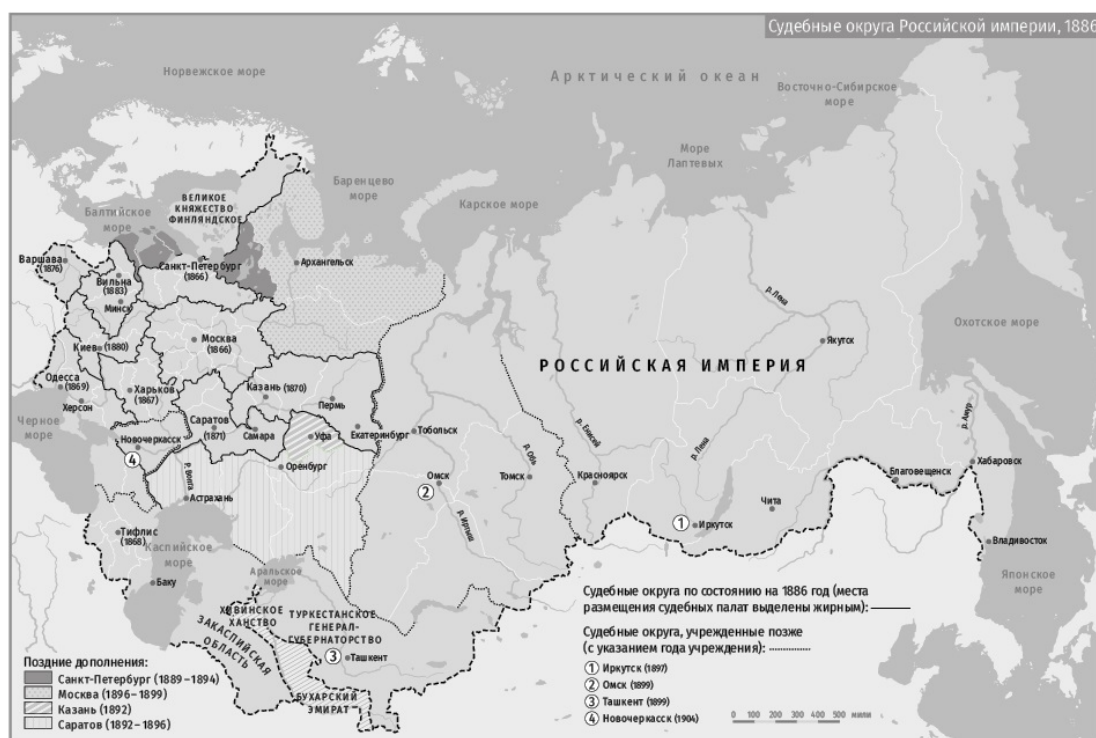 Судебные округа Российской империи, 1886
Норвежское море
Арктический океан
Восточно-Сибирское
море
Море
Лаптевых
Баренцево
море
Карское море
ВЕЛИКОЕ
КНЯЖЕСТВО
ФИНЛЯНДСКОЕ
Балтийское
море
Варшава
(1876)
Санкт-Петербург
(1866)
Архангельск
Вильна
(1883)
Минск
р. Лена
Охотское море
Якутск
Киев (1880)
Москва
(1866)
РОССИЙСКАЯ ИМПЕРИЯ
Одесса
(1869)
Харьков
(1867)
Казань (1870)
Пермь
Херсон
Черное
море
Саратов
(1871)
Самара
Уфа
Екатеринбург
Тобольск
р. Енисей
р. Амур
Новочеркасск
4
р. Волга
Оренбург
р. Обь
р. Лена
Хабаровск
Омск
2
Томск
Красноярск
Благовещенск
Астрахань
Чита
р. Иртыш
1
Иркутск
Тифлис
(1868)
Каспийское
море
Владивосток
Баку
Аральское
море
Японское
море
ХИВИНСКОЕ
ХАНСТВО
ТУРКЕСТАНСКОЕ
ГЕНЕРАЛ-
ГУБЕРНАТОРСТВО
ЗАКАСПИЙСКАЯ
ОБЛАСТЬ
3
Ташкент
БУХАРСКИЙ
ЭМИРАТ
Судебные округа по состоянию на 1886 год (места
размещения судебных палат выделены жирным):
Судебные округа, учрежденные позже
(с указанием года учреждения):
1 Иркутск (1897)
2 Омск (1899)
3 Ташкент (1899)
4 Новочеркасск (1904)
0 100 200 300 400 500 мили
Поздние дополнения:
Санкт-Петербург (1889–1894)
Москва (1896–1899)
Казань (1892)
Саратов (1892–1896)